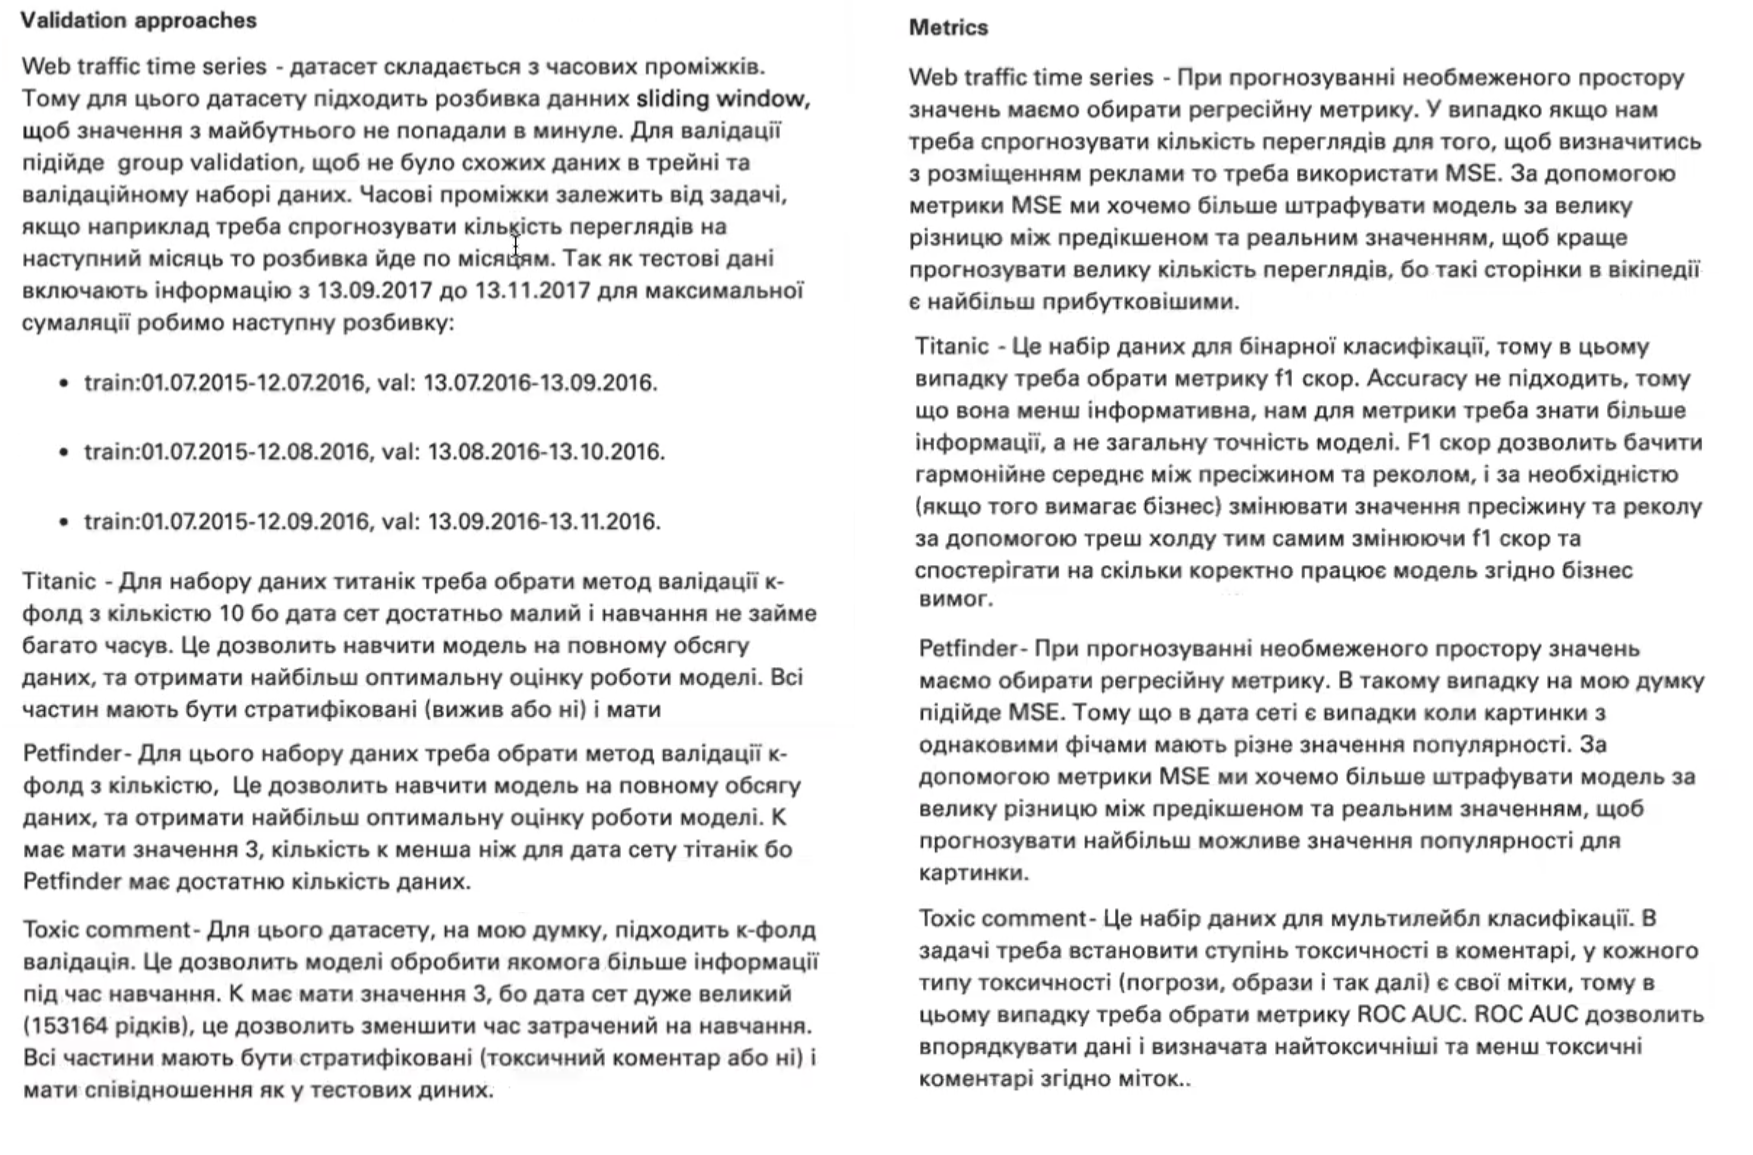 Validation approaches
Web traffic time series - датасет складається з часових проміжків.
Тому для цього датасету підходить розбивка данних sliding window,
щоб значення з майбутнього не попадали в минуле. Для валідації
підійде group validation, щоб не було схожих даних в трейні та
валідаційному наборі даних. Часові проміжки залежить від задачі,
якщо наприклад треба спрогнозувати кількість переглядів на
наступний місяць то розбивка йде по місяцям. Так як тестові дані
включають інформацію з 13.09.2017 до 13.11.2017 для максимальної
сумаляції робимо наступну розбивку:
• train:01.07.2015-12.07.2016, val: 13.07.2016-13.09.2016.
• train:01.07.2015-12.08.2016, val: 13.08.2016-13.10.2016.
• train:01.07.2015-12.09.2016, val: 13.09.2016-13.11.2016.
Titanic - Для набору даних титанік треба обрати метод валідації к-
фолд з кількістю 10 бо дата сет достатньо малий і навчання не займе
багато часув. Це дозволить навчити модель на повному обсягу
даних, та отримати найбільш оптимальну оцінку роботи моделі. Всі
частин мають бути стратифіковані (вижив або ні) і мати
Petfinder- Для цього набору даних треба обрати метод валідації к-
фолд з кількістю, Це дозволить навчити модель на повному обсягу
даних, та отримати найбільш оптимальну оцінку роботи моделі. К
має мати значення 3, кількість к менша ніж для дата сету тітанік бо
Petfinder має достатню кількість даних.
Toxic comment- Для цього датасету, на мою думку, підходить к-фолд
валідація. Це дозволить моделі обробити якомога більше інформації
під час навчання. К має мати значення 3, бо дата сет дуже великий
(153164 рідків), це дозволить зменшити час затрачений на навчання.
Всі частини мають бути стратифіковані (токсичний коментар або ні) і
мати співідношення як у тестових диних.
Metrics
Web traffic time series - При прогнозуванні необмеженого простору
значень маємо обирати регресійну метрику. У випадко якщо нам
треба спрогнозувати кількість переглядів для того, щоб визначитись
з розміщенням реклами то треба використати MSE. За допомогою
метрики MSE ми хочемо більше штрафувати модель за велику
різницю між предікшеном та реальним значенням, щоб краще
прогнозувати велику кількість переглядів, бо такі сторінки в вікіпедії
є найбільш прибутковішими.
Titanic - Це набір даних для бінарної класифікації, тому в цьому
випадку треба обрати метрику f1 скор. Accuracy не підходить, тому
що вона менш інформативна, нам для метрики треба знати більше
інформації, а не загальну точність моделі. F1 скор дозволить бачити
гармонійне середнє між пресіжином та реколом, і за необхідністю
(якщо того вимагає бізнес) змінювати значення пресіжину та реколу
за допомогою треш холду тим самим змінюючи f1 скор та
спостерігати на скільки коректно працює модель згідно бізнес
вимог.
Petfinder- При прогнозуванні необмеженого простору значень
маємо обирати регресійну метрику. В такому випадку на мою думку
підійде MSE. Тому що в дата сеті є випадки коли картинки з
однаковими фічами мають різне значення популярності. За
допомогою метрики MSE ми хочемо більше штрафувати модель за
велику різницю між предікшеном та реальним значенням, щоб
прогнозувати найбільш можливе значення популярності для
картинки.
Toxic comment- Це набір даних для мультилейбл класифікації. В
задачі треба встановити ступінь токсичності в коментарі, у кожного
типу токсичності (погрози, образи і так далі) є свої мітки, тому в
цьому випадку треба обрати метрику ROC AUC. ROC AUC дозволить
впорядкувати дані і визначата найтоксичніші та менш токсичні
коментарі згідно міток..